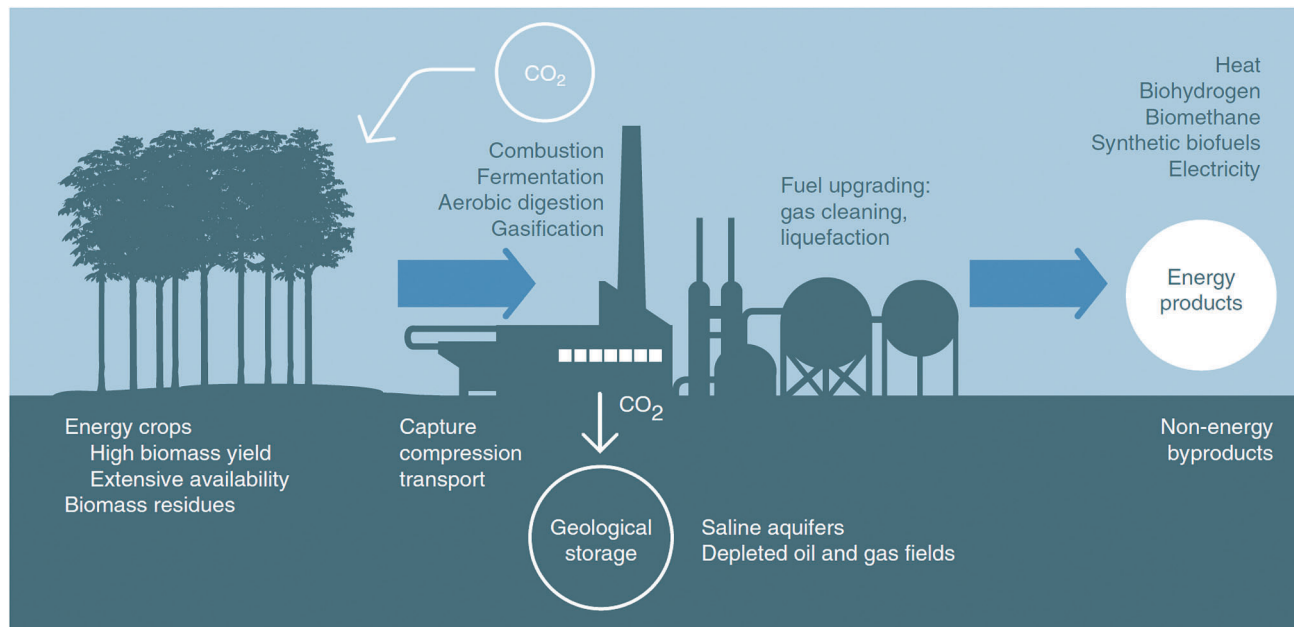 CO2
Combustion
Fermentation
Aerobic digestion
Gasification
Fuel upgrading:
gas cleaning,
liquefaction
Heat
Biohydrogen
Biomethane
Synthetic biofuels
Electricity
Energy
products
Energy crops
High biomass yield
Extensive availability
Biomass residues
Capture
compression
transport
CO2
Geological
storage
Saline aquifers
Depleted oil and gas fields
Non-energy
byproducts